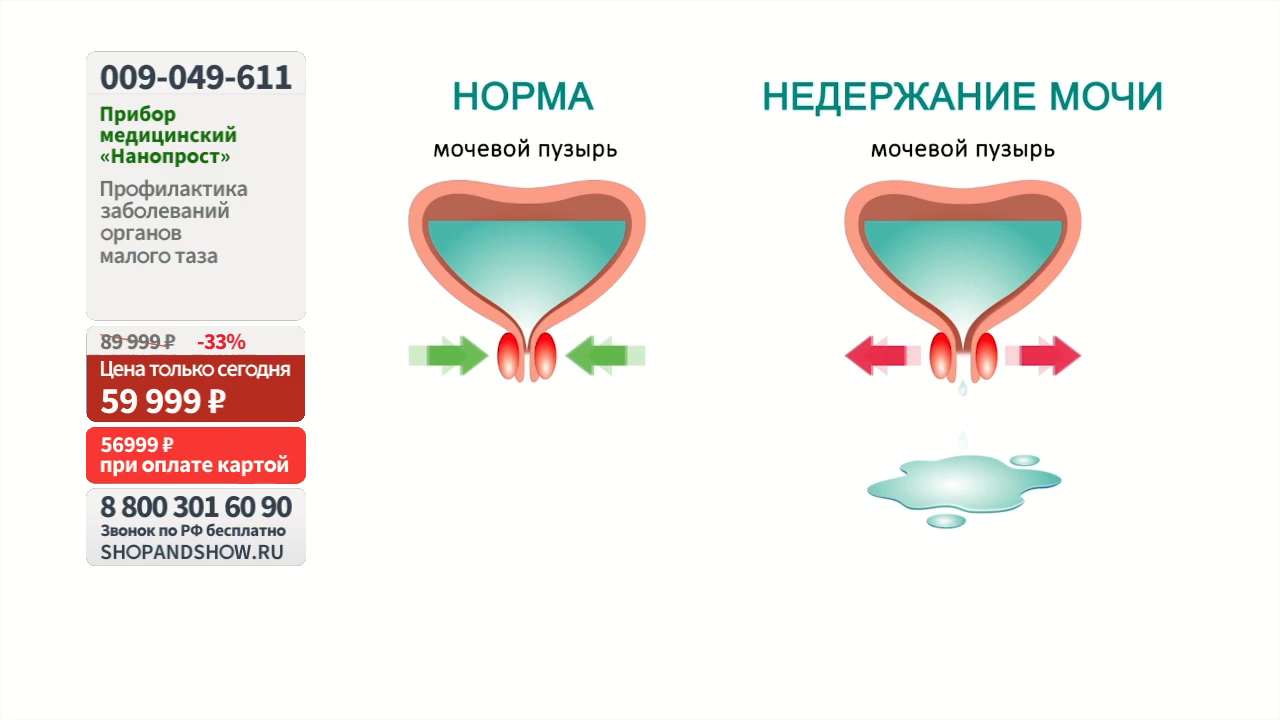 009-049-611
Прибор
медицинский
«Нанопрост»
Профилактика
заболеваний
органов
малого таза
89 999 ₽ -33%
Цена только сегодня
59 999 ₽
56999 ₽
при оплате картой
8 800 301 60 90
Звонок по РФ бесплатно
SHOPANDSHOW.RU
НОРМА
мочевой пузырь
НЕДЕРЖАНИЕ МОЧИ
мочевой пузырь